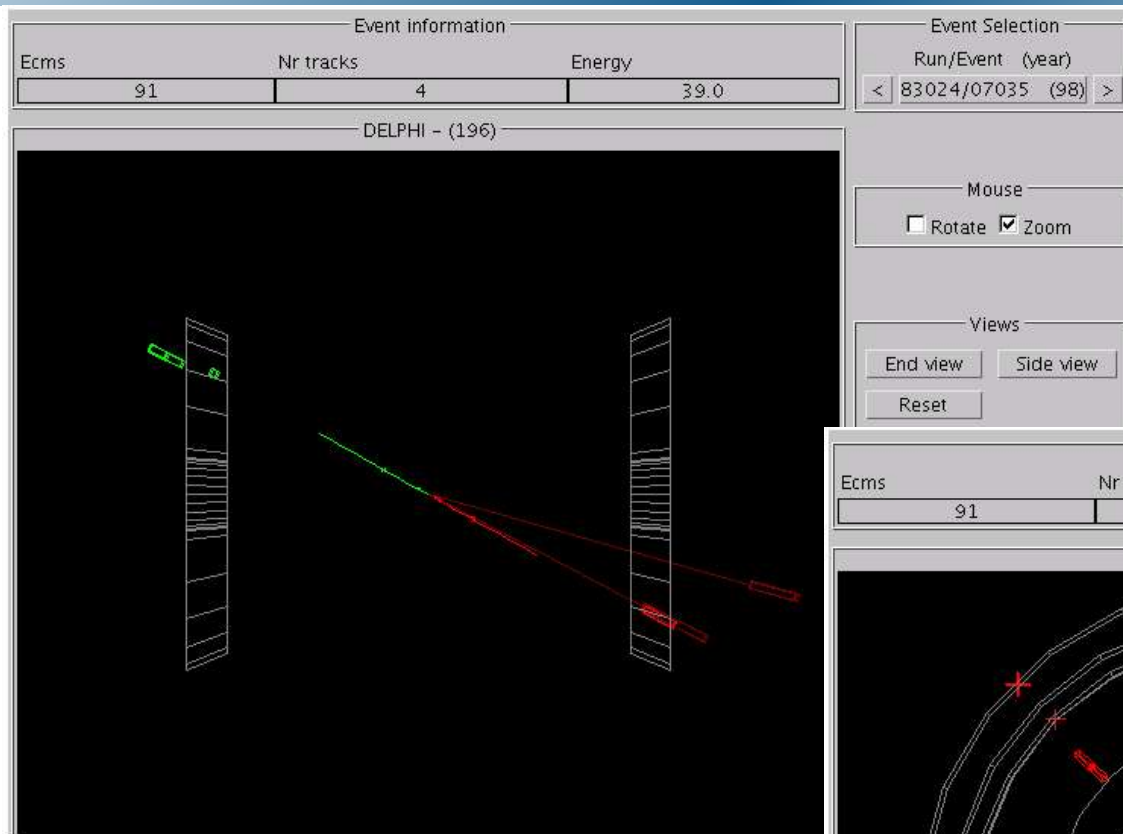 Event information
Ecms Nr tracks Energy
91 4 39.0
Event Selection
Run/Event (year)
< 83024/07035 (98) >
DELPHI - (196)
Mouse
Rotate Zoom
Views
End view Side view
Reset
Ecms Nr
91